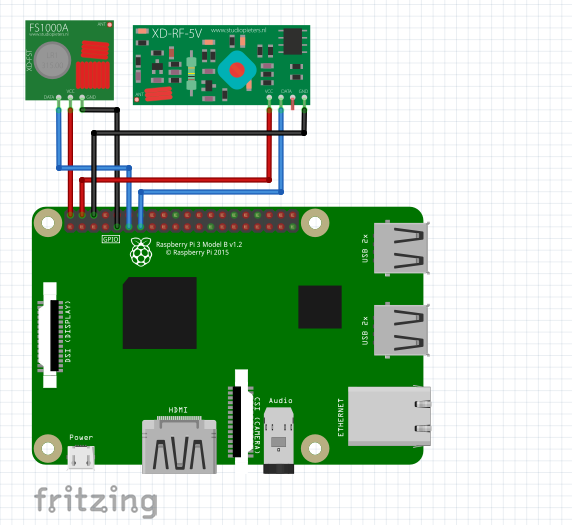 FS1000A
www.studiopieters.nl
ANT
XD-FST
DATA
VCC
GND
XD-RF-5V
www.studiopieters.nl
ANT
VCC
DATA
GND
GPIO
Raspberry Pi 3 Model B v1.2
© Raspberry Pi 2015
USB 2x
DSI (DISPLAY)
USB 2x
Power
HDMI
CSI (CAMERA)
Audio
ETHERNET
fritzing